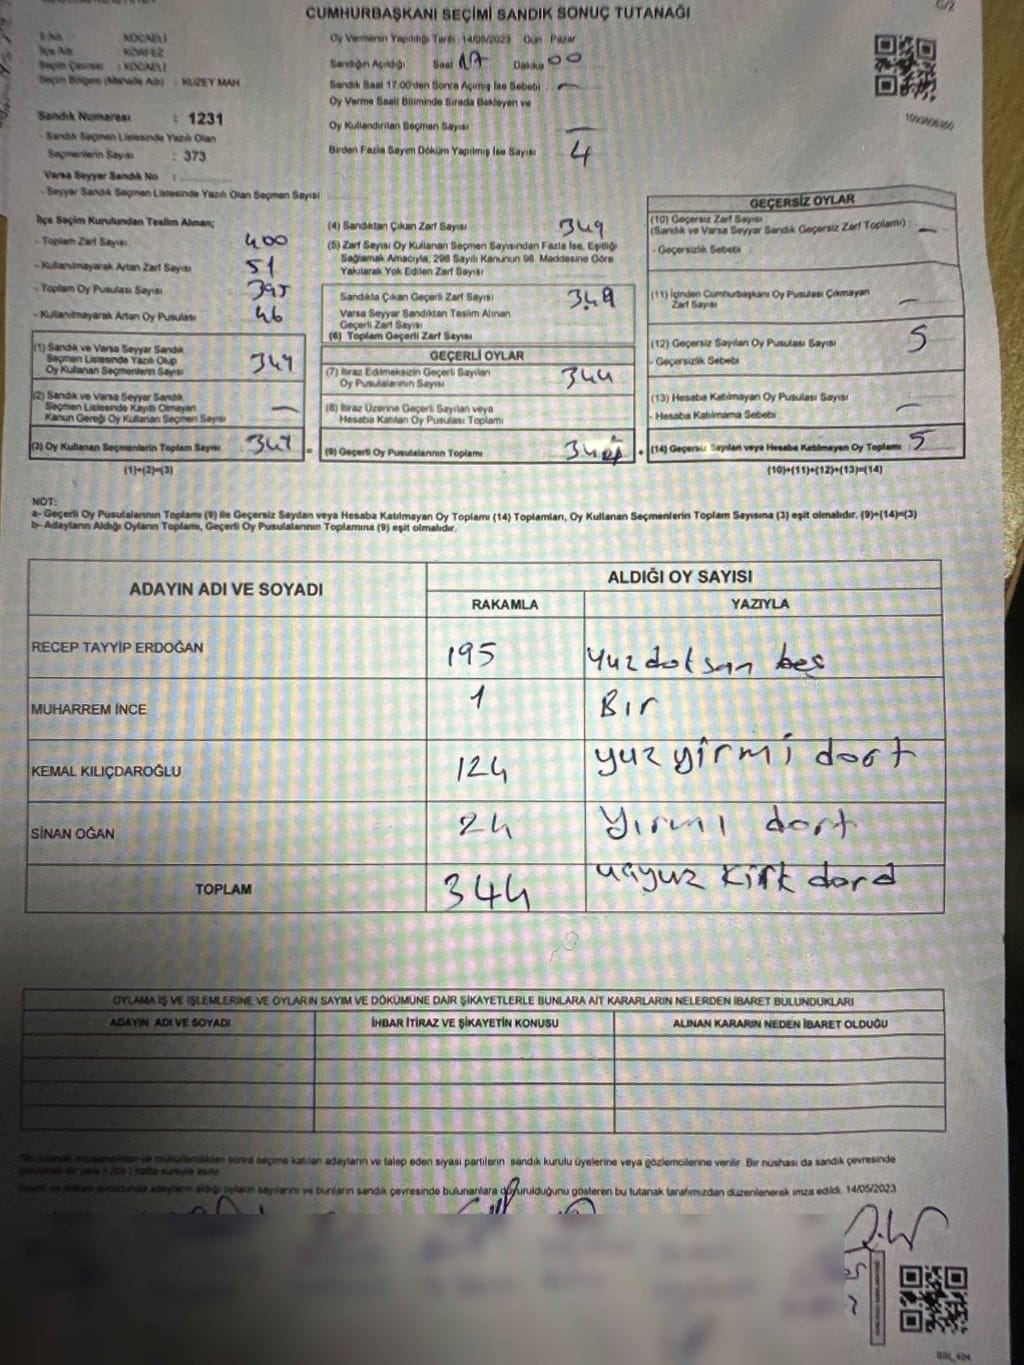 CUMHURBAŞKANI SEÇİMİ SANDIK SONUÇ TUTANAĞI
İl Adı : KOCAELİ
İlçe Adı : KÖRFEZ
Seçim Çevresi : KOCAELİ
Seçim Bölgesi (Mahalle Adı) : KUZEY MAH
Sandık Numarası : 1231
- Sandık Seçmen Listesinde Yazılı Olan
Seçmenlerin Sayısı : 373
Varsa Seyyar Sandık No :
- Seyyar Sandık Seçmen Listesinde Yazılı Olan Seçmen Sayısı
Oy Vermenin Yapıldığı Tarih: 14/05/2023 Gün Pazar
Sandığın Açıldığı Saat 17 Dakika 00
Sandık Saat 17:00'den Sonra Açılmış İse Sebebi : —
Oy Verme Saati Bitiminde Sırada Bekleyen ve
Oy Kullandırılan Seçmen Sayısı —
Birden Fazla Sayım Döküm Yapılmış İse Sayısı 4
İlçe Seçim Kurulundan Teslim Alınan;
- Toplam Zarf Sayısı 400
- Kullanılmayarak Artan Zarf Sayısı 51
- Toplam Oy Pusulası Sayısı 395
- Kullanılmayarak Artan Oy Pusulası 46
(1) Sandık ve Varsa Seyyar Sandık
Seçmen Listesinde Yazılı Olup
Oy Kullanan Seçmenlerin Sayısı 349
(2) Sandık ve Varsa Seyyar Sandık
Seçmen Listesinde Kayıtlı Olmayan
Kanun Gereği Oy Kullanan Seçmen Sayısı —
(3) Oy Kullanan Seçmenlerin Toplam Sayısı 349
(1)+(2)=(3)
(4) Sandıktan Çıkan Zarf Sayısı 349
(5) Zarf Sayısı Oy Kullanan Seçmen Sayısından Fazla İse, Eşitliği
Sağlamak Amacıyla, 298 Sayılı Kanunun 98. Maddesine Göre
Yakılarak Yok Edilen Zarf Sayısı
Sandıkta Çıkan Geçerli Zarf Sayısı 349
Varsa Seyyar Sandıktan Teslim Alınan
Geçerli Zarf Sayısı
(6) Toplam Geçerli Zarf Sayısı
GEÇERLİ OYLAR
(7) İtiraz Edilmeksizin Geçerli Sayılan
Oy Pusulalarının Sayısı 344
(8) İtiraz Üzerine Geçerli Sayılan veya
Hesaba Katılan Oy Pusulası Toplamı
(9) Geçerli Oy Pusulalarının Toplamı
=
+
GEÇERSİZ OYLAR
(10) Geçersiz Zarf Sayısı
(Sandık ve Varsa Seyyar Sandık Geçersiz Zarf Toplamı) : —
- Geçersizlik Sebebi
(11) İçinden Cumhurbaşkanı Oy Pusulası Çıkmayan
Zarf Sayısı —
(12) Geçersiz Sayılan Oy Pusulası Sayısı 5
- Geçersizlik Sebebi
(13) Hesaba Katılmayan Oy Pusulası Sayısı
- Hesaba Katılmama Sebebi —
(14) Geçersiz Sayılan veya Hesaba Katılmayan Oy Toplamı 5
(10)+(11)+(12)+(13)=(14)
NOT:
a- Geçerli Oy Pusulalarının Toplamı (9) ile Geçersiz Sayılan veya Hesaba Katılmayan Oy Toplamı (14) Toplamları, Oy Kullanan Seçmenlerin Toplam Sayısına (3) eşit olmalıdır. (9)+(14)=(3)
b- Adayların Aldığı Oyların Toplamı, Geçerli Oy Pusulalarının Toplamına (9) eşit olmalıdır.
ADAYIN ADI VE SOYADI
ALDIĞI OY SAYISI
RAKAMLA YAZIYLA
RECEP TAYYİP ERDOĞAN 195 yuzdoksan beş
MUHARREM İNCE 1 Bır
KEMAL KILIÇDAROĞLU 124 yuz yirmi dort
SİNAN OĞAN 24 Yırmı dort
TOPLAM 344 uçyuz kirk dord
OYLAMA İŞ VE İŞLEMLERİNE VE OYLARIN SAYIM VE DÖKÜMÜNE DAİR ŞİKAYETLERLE BUNLARA AİT KARARLARIN NELERDEN İBARET BULUNDUKLARI
ADAYIN ADI VE SOYADI
İHBAR İTİRAZ VE ŞİKAYETİN KONUSU
ALINAN KARARIN NEDEN İBARET OLDUĞU
sonra seçime katılan adayların ve talep eden siyasi partilerin sandık kurulu üyelerine veya gözlemcilerine verilir. Bir nüshası da sandık çevresinde
adayların aldığı oyların sayılarını ve bunların sandık çevresinde bulunanlara duyurulduğunu gösteren bu tutanak tarafımızdan düzenlenerek imza edildi. 14/05/2023